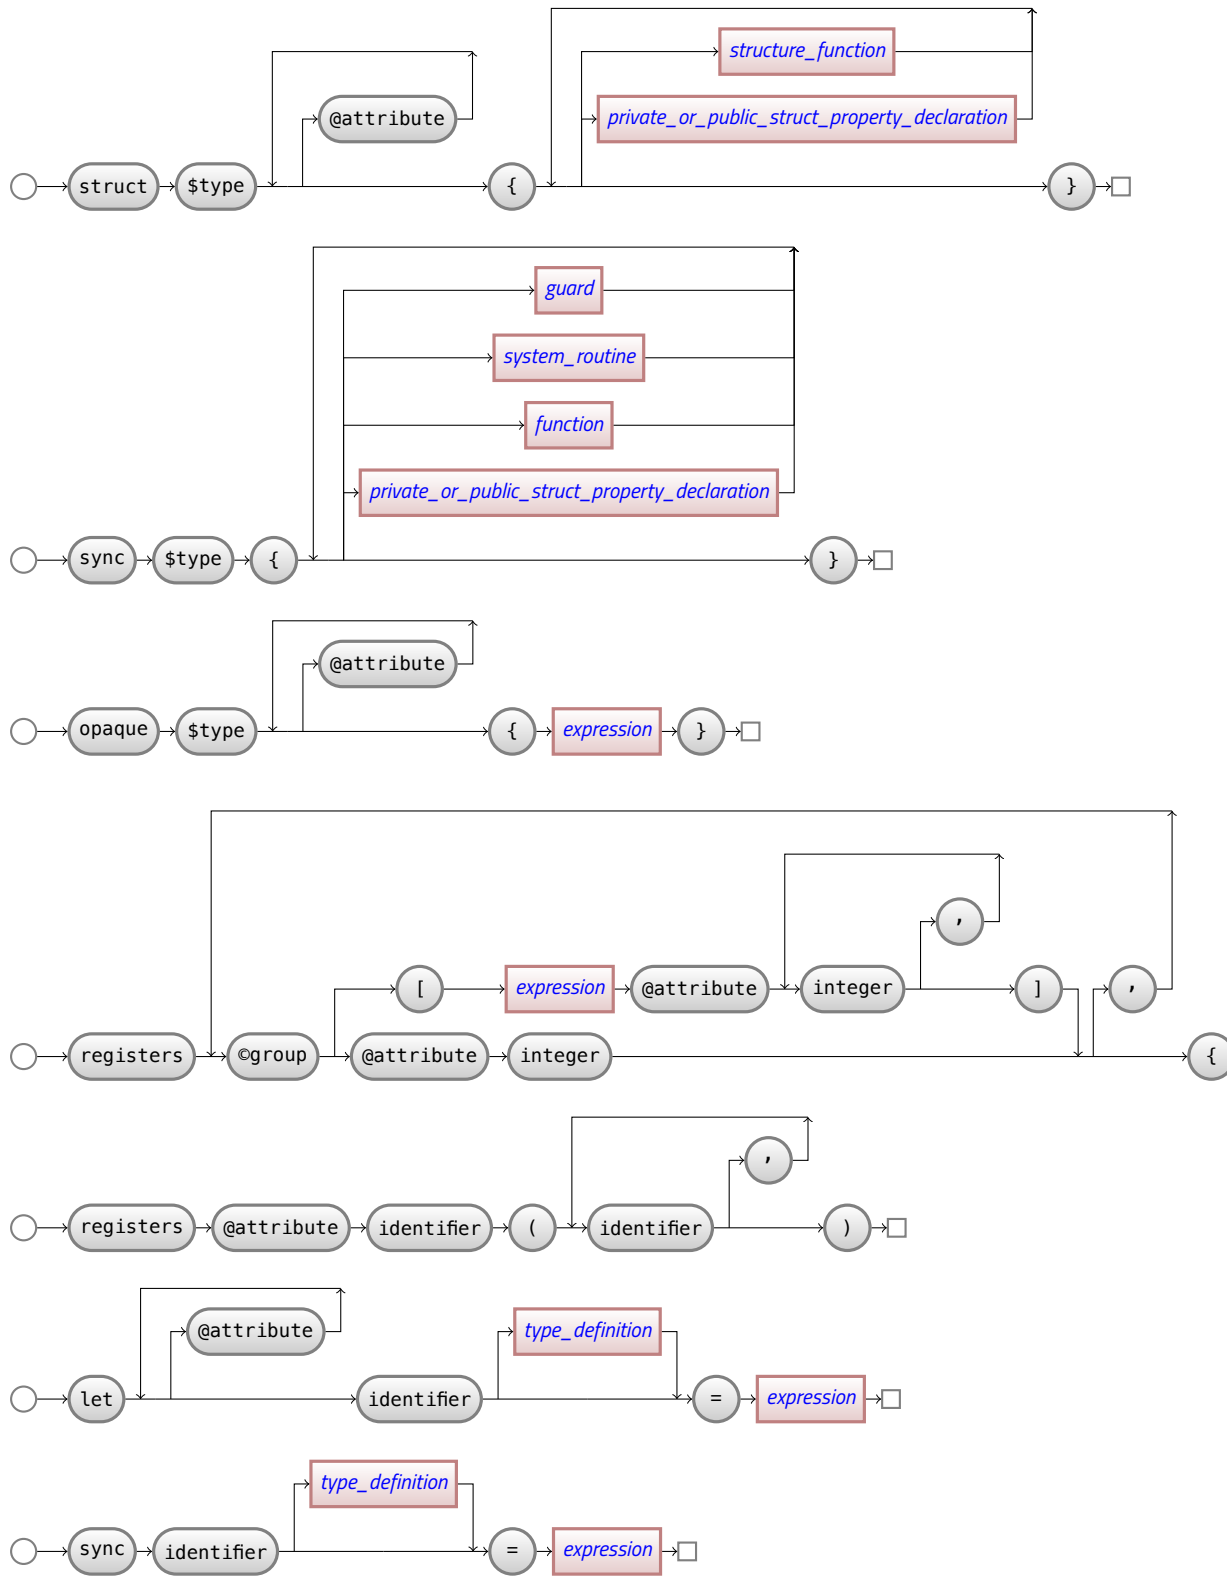 structure_function
@attribute private_or_public_struct_property_declaration
struct $type { }
guard
system_routine
function
private_or_public_struct_property_declaration
sync $type { }
@attribute
opaque $type { expression }
,
[ expression @attribute integer ] ,
registers ©group @attribute integer {
,
registers @attribute identifier ( identifier )
@attribute type_definition
let identifier = expression
type_definition
sync identifier = expression